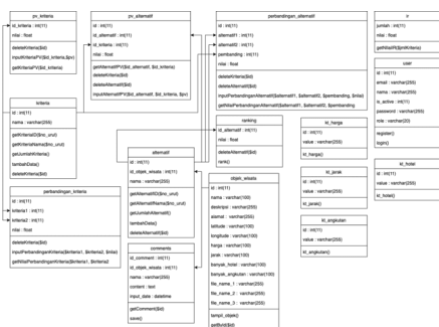 pv_kriteria
id : int(11)
nilai : float
deleteKriteria($id)
inputKriteriaPV($id_kriteria,$pv)
getKriteriaPV($id_kriteria)
pv_alternatif
id : int(11)
id_alternatif : int(11)
id_kriteria : int(11)
nilai : float
getAlternatifPV($id_alternatif, $id_kriteria)
deleteKriteria($id)
deleteAlternatif($id)
inputAlternatifPV($id_alternatif, $id_kriteria, $pv)
perbandingan_alternatif
id : int(11)
alternatif1 : int(11)
alternatif2 : int(11)
pembanding : int(11)
nilai : float
deleteKriteria($id)
deleteAlternatif($id)
inputPerbandinganAlternatif($alternatif1, $alternatif2, $pembanding, $nilai)
getNilaiPerbandinganAlternatif($alternatif1, $alternatif2, $pembanding)
ir
jumlah : int(11)
nilai : float
getNilaiIR($jmlKriteria)
user
id : int(11)
email : varchar(255)
name : varchar(255)
is_active : int(11)
password : varchar(255)
role : varchar(20)
register()
login()
kriteria
id : int(11)
nama : varchar(255)
getKriteriaID($no_urut)
getKriteriaNama($no_urut)
getJumlahKriteria()
tambahData()
deleteKriteria($id)
perbandingan_kriteria
id : int(11)
kriteria1 : int(11)
kriteria2 : int(11)
nilai : float
deleteKriteria($id)
inputPerbandinganKriteria($kriteria1, $kriteria2, $nilai)
getNilaiPerbandinganKriteria($kriteria1, $kriteria2)
alternatif
id : int(11)
id_objek_wisata : int(11)
nama : varchar(255)
getAlternatifID($no_urut)
getAlternatifNama($no_urut)
getJumlahAlternatif()
tambahData()
deleteAlternatif($id)
comments
id_comment : int(11)
id_objek_wisata : int(11)
nama : varchar(255)
content : text
input_date : datetime
getComment($id)
save()
ranking
id_alternatif : int(11)
nilai : float
deleteAlternatif($id)
rank()
objek_wisata
id : int(11)
nama : varchar(100)
deskripsi : varchar(255)
alamat : varchar(255)
latitude : varchar(100)
longitude : varchar(100)
harga : varchar(100)
jarak : varchar(100)
banyak_hotel : varchar(100)
banyak_angkutan : varchar(100)
file_name_1 : varchar(255)
file_name_2 : varchar(255)
file_name_3 : varchar(255)
tampil_objek()
getById($id)
kt_harga
id : int(11)
value : varchar(255)
kt_harga()
kt_jarak
id : int(11)
value : varchar(255)
kt_jarak()
kt_angkutan
id : int(11)
value : varchar(255)
kt_angkutan()
kt_hotel
id : int(11)
value : varchar(255)
kt_hotel()